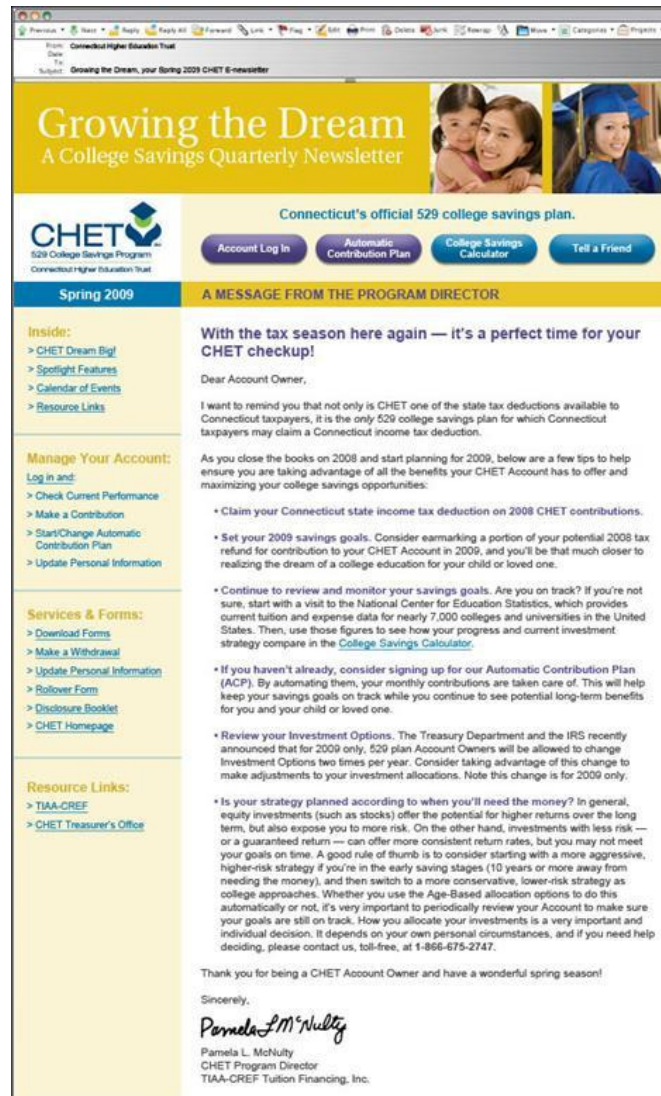 Previous Next Reply Reply All Forward Link Flag Edit Print Delete Junk Rewrap Move Categories Projects
From: Connecticut Higher Education Trust
Date:
To:
Subject: Growing the Dream, your Spring 2009 CHET E-newsletter
Growing the Dream
A College Savings Quarterly Newsletter
CHET
529 College Savings Program
Connecticut Higher Education Trust
Connecticut's official 529 college savings plan.
Account Log In
Automatic
Contribution Plan
College Savings
Calculator
Tell a Friend
Spring 2009
A MESSAGE FROM THE PROGRAM DIRECTOR
Inside:
> CHET Dream Big!
> Spotlight Features
> Calendar of Events
> Resource Links
Manage Your Account:
Log in and:
> Check Current Performance
> Make a Contribution
> Start/Change Automatic
Contribution Plan
> Update Personal Information
Services & Forms:
> Download Forms
> Make a Withdrawal
> Update Personal Information
> Rollover Form
> Disclosure Booklet
> CHET Homepage
Resource Links:
> TIAA-CREF
> CHET Treasurer's Office
With the tax season here again — it's a perfect time for your
CHET checkup!
Dear Account Owner,
I want to remind you that not only is CHET one of the state tax deductions available to
Connecticut taxpayers, it is the only 529 college savings plan for which Connecticut
taxpayers may claim a Connecticut income tax deduction.
As you close the books on 2008 and start planning for 2009, below are a few tips to help
ensure you are taking advantage of all the benefits your CHET Account has to offer and
maximizing your college savings opportunities:
• Claim your Connecticut state income tax deduction on 2008 CHET contributions.
• Set your 2009 savings goals. Consider earmarking a portion of your potential 2008 tax
refund for contribution to your CHET Account in 2009, and you'll be that much closer to
realizing the dream of a college education for your child or loved one.
• Continue to review and monitor your savings goals. Are you on track? If you're not
sure, start with a visit to the National Center for Education Statistics, which provides
current tuition and expense data for nearly 7,000 colleges and universities in the United
States. Then, use those figures to see how your progress and current investment
strategy compare in the College Savings Calculator.
• If you haven't already, consider signing up for our Automatic Contribution Plan
(ACP). By automating them, your monthly contributions are taken care of. This will help
keep your savings goals on track while you continue to see potential long-term benefits
for you and your child or loved one.
• Review your Investment Options. The Treasury Department and the IRS recently
announced that for 2009 only, 529 plan Account Owners will be allowed to change
Investment Options two times per year. Consider taking advantage of this change to
make adjustments to your investment allocations. Note this change is for 2009 only.
• Is your strategy planned according to when you'll need the money? In general,
equity investments (such as stocks) offer the potential for higher returns over the long
term, but also expose you to more risk. On the other hand, investments with less risk —
or a guaranteed return — can offer more consistent return rates, but you may not meet
your goals on time. A good rule of thumb is to consider starting with a more aggressive,
higher-risk strategy if you're in the early saving stages (10 years or more away from
needing the money), and then switch to a more conservative, lower-risk strategy as
college approaches. Whether you use the Age-Based allocation options to do this
automatically or not, it's very important to periodically review your Account to make sure
your goals are still on track. How you allocate your investments is a very important and
individual decision. It depends on your own personal circumstances, and if you need help
deciding, please contact us, toll-free, at 1-866-675-2747.
Thank you for being a CHET Account Owner and have a wonderful spring season!
Sincerely,
Pamela L McNulty
Pamela L. McNulty
CHET Program Director
TIAA-CREF Tuition Financing, Inc.